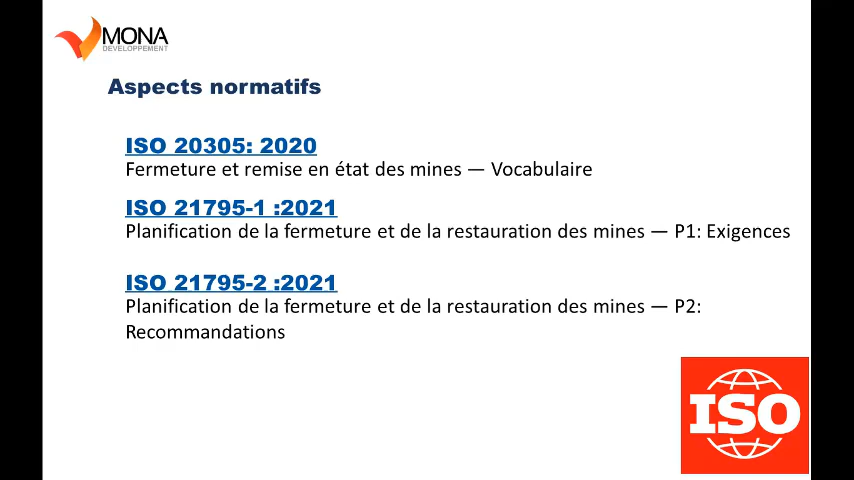 MONA
DEVELOPPEMENT
Aspects normatifs
ISO 20305: 2020
Fermeture et remise en état des mines — Vocabulaire
ISO 21795-1 :2021
Planification de la fermeture et de la restauration des mines — P1: Exigences
ISO 21795-2 :2021
Planification de la fermeture et de la restauration des mines — P2:
Recommandations
ISO